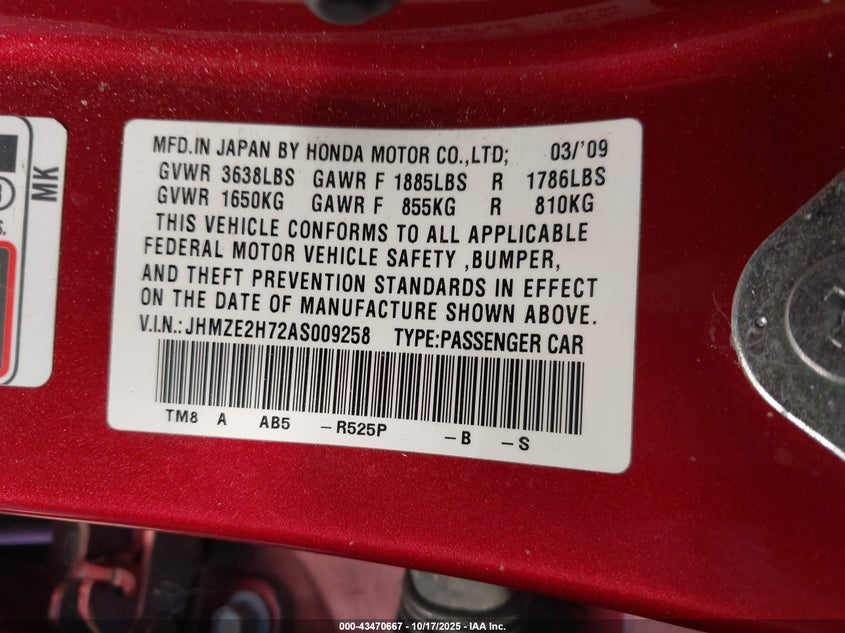 MFD.IN JAPAN BY HONDA MOTOR CO.,LTD; 03/'09
GVWR 3638LBS GAWR F 1885LBS R 1786LBS
GVWR 1650KG GAWR F 855KG R 810KG
THIS VEHICLE CONFORMS TO ALL APPLICABLE
FEDERAL MOTOR VEHICLE SAFETY ,BUMPER,
AND THEFT PREVENTION STANDARDS IN EFFECT
ON THE DATE OF MANUFACTURE SHOWN ABOVE.
V.I.N.: JHMZE2H72AS009258 TYPE:PASSENGER CAR
TM8 A AB5 -R525P -B -S
MK
000-43470667 - 10/17/2025 - IAA Inc.